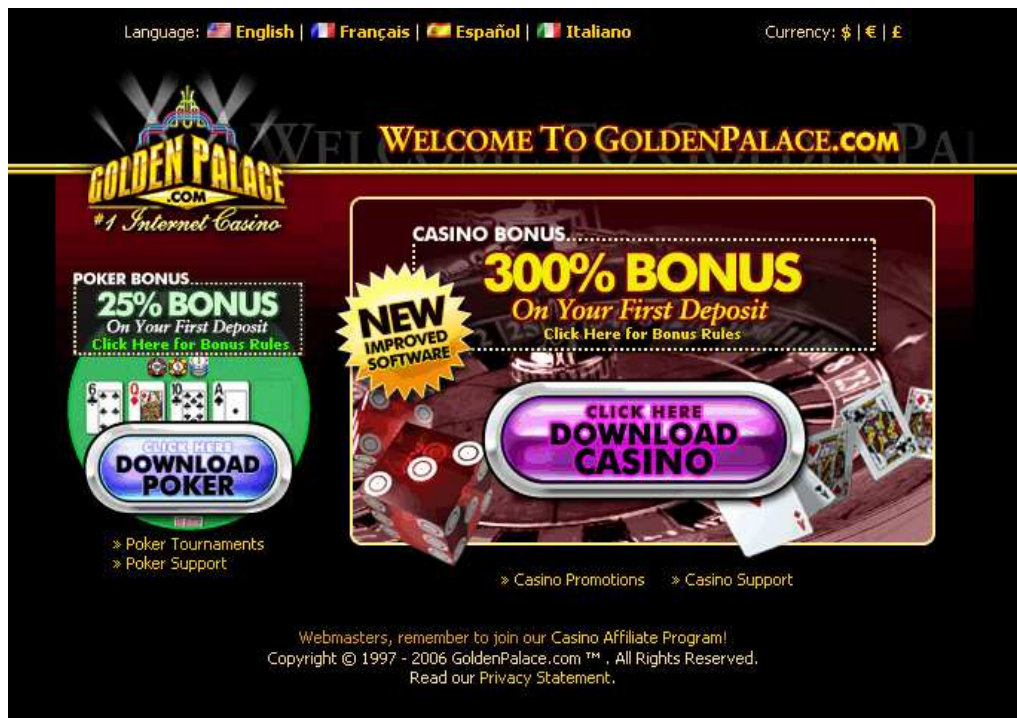 Language: English | Français | Español | Italiano
Currency: $ | € | £
WELCOME TO GOLDENPALACE.COM
GOLDEN PALACE
.COM
#1 Internet Casino
CASINO BONUS
300% BONUS
On Your First Deposit
Click Here for Bonus Rules
NEW
IMPROVED
SOFTWARE
CLICK HERE
DOWNLOAD
CASINO
POKER BONUS
25% BONUS
On Your First Deposit
Click Here for Bonus Rules
6 Q 10 A
CLICK HERE
DOWNLOAD
POKER
» Poker Tournaments
» Poker Support
» Casino Promotions » Casino Support
Webmasters, remember to join our Casino Affiliate Program!
Copyright © 1997 - 2006 GoldenPalace.com ™ . All Rights Reserved.
Read our Privacy Statement.